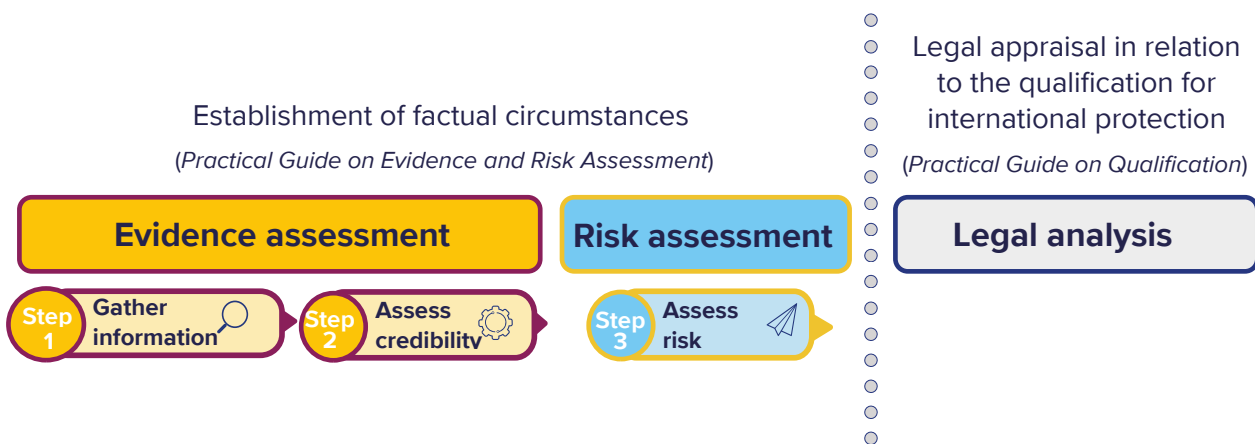 Establishment of factual circumstances
(Practical Guide on Evidence and Risk Assessment)
Legal appraisal in relation
to the qualification for
international protection
(Practical Guide on Qualification)
Evidence assessment
Risk assessment
Legal analysis
Step
1
Gather
information
Step
2
Assess
credibility
Step
3
Assess
risk